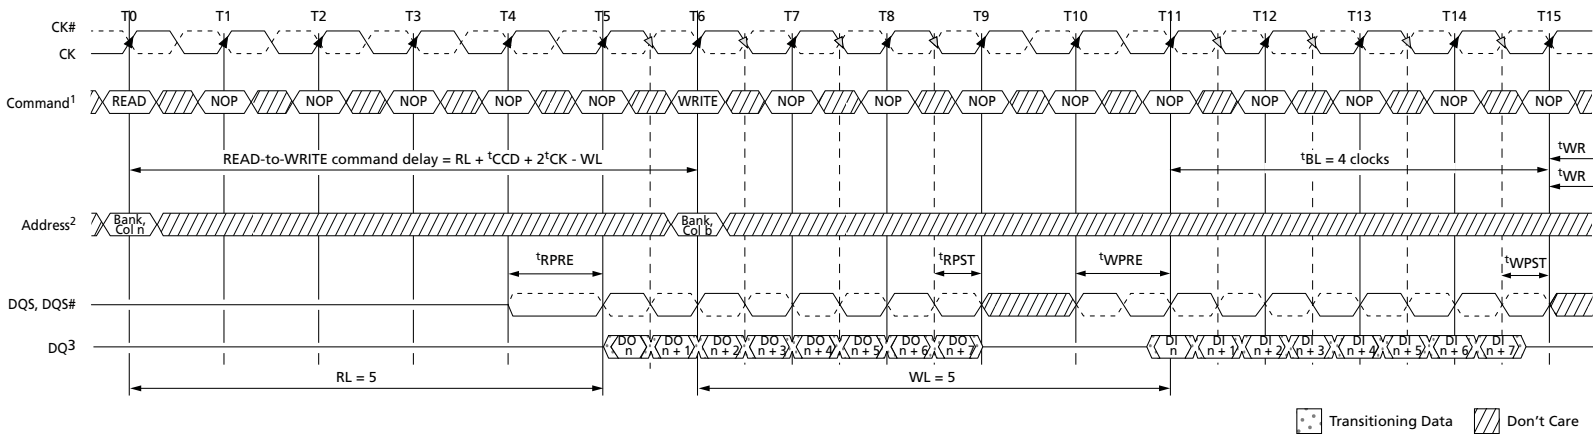 T0 T1 T2 T3 T4 T5 T6 T7 T8 T9 T10 T11 T12 T13 T14 T15
CK#
CK
Command1 READ NOP NOP NOP NOP NOP WRITE NOP NOP NOP NOP NOP NOP NOP NOP NOP
READ-to-WRITE command delay = RL + tCCD + 2tCK - WL
tBL = 4 clocks
tWR
tWR
Address2
Bank, Col n
Bank, Col b
tRPRE tRPST tWPRE tWPST
DQS, DQS#
DQ3
DO n DO n + 1 DO n + 2 DO n + 3 DO n + 4 DO n + 5 DO n + 6 DO n + 7
DI n DI n + 1 DI n + 2 DI n + 3 DI n + 4 DI n + 5 DI n + 6 DI n + 7
RL = 5 WL = 5
Transitioning Data Don't Care